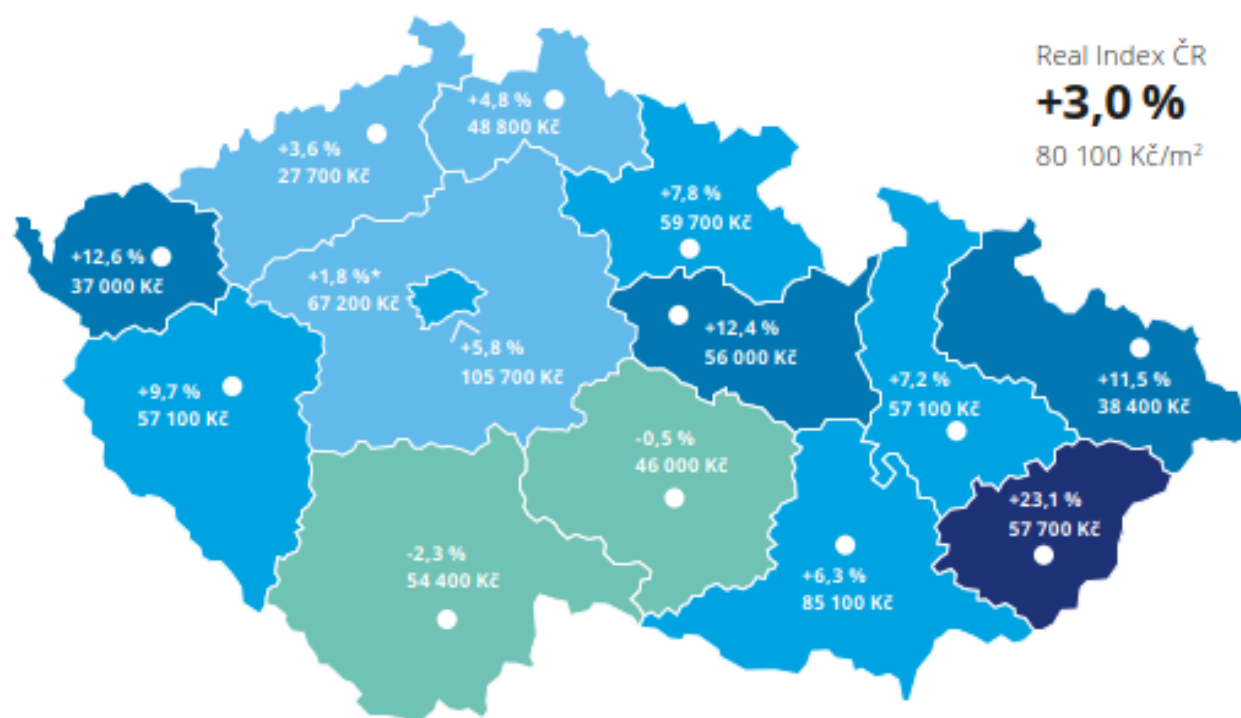 Real Index ČR
+3,0 %
80 100 Kč/m²
+4,8 %
48 800 Kč
+3,6 %
27 700 Kč
+7,8 %
59 700 Kč
+12,6 %
37 000 Kč
+1,8 %*
67 200 Kč
+5,8 %
105 700 Kč
+12,4 %
56 000 Kč
+9,7 %
57 100 Kč
+7,2 %
57 100 Kč
+11,5 %
38 400 Kč
-0,5 %
46 000 Kč
+23,1 %
57 700 Kč
-2,3 %
54 400 Kč
+6,3 %
85 100 Kč